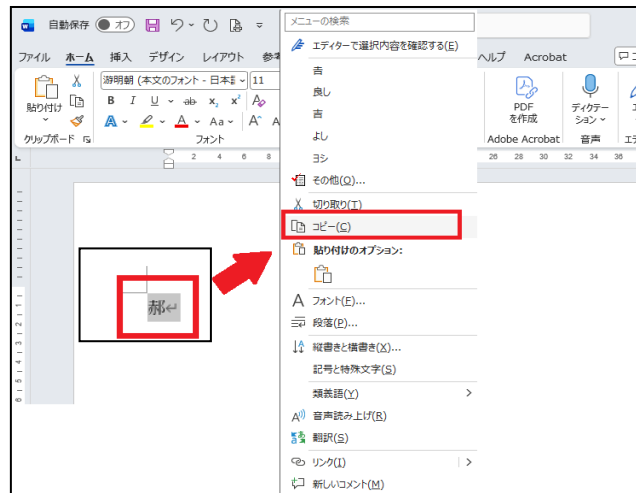 自動保存 オフ
ファイル ホーム 挿入 デザイン レイアウト 参考 ヘルプ Acrobat
貼り付け
游明朝 (本文のフォント - 日本語 11
B I U ab x₂ x² A
A A Aa A^ A
クリップボード フォント
PDF
を作成
Adobe Acrobat
ディクテー
ション
音声
2 4 6 8 26 28 30 32 34 36
郝↵
メニューの検索
エディターで選択内容を確認する(E)
吉
良し
吉
よし
ヨシ
その他(O)...
切り取り(T)
コピー(C)
貼り付けのオプション:
フォント(F)...
段落(P)...
縦書きと横書き(X)...
記号と特殊文字(S)
類義語(Y)
音声読み上げ(R)
翻訳(S)
リンク(I)
新しいコメント(M)